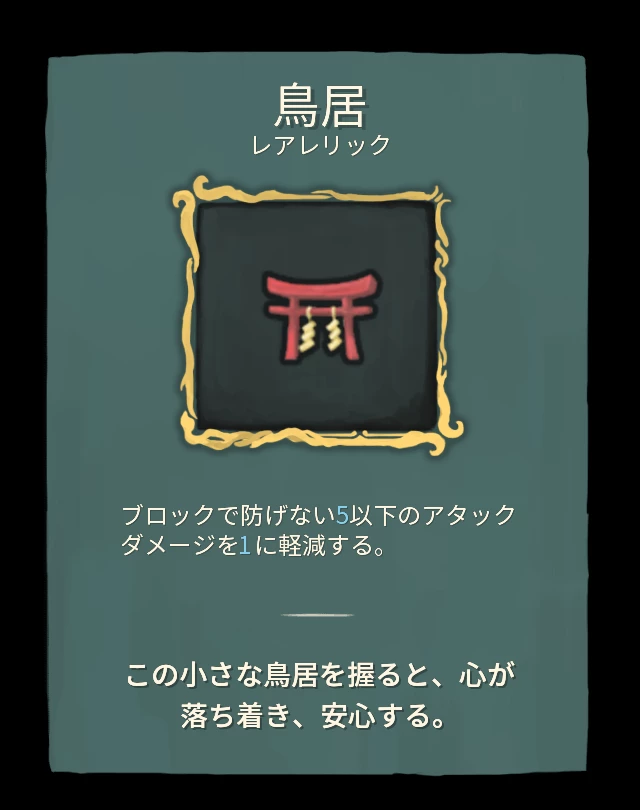 鳥居
レアレリック
ブロックで防げない5以下のアタック
ダメージを1に軽減する。
この小さな鳥居を握ると、心が
落ち着き、安心する。